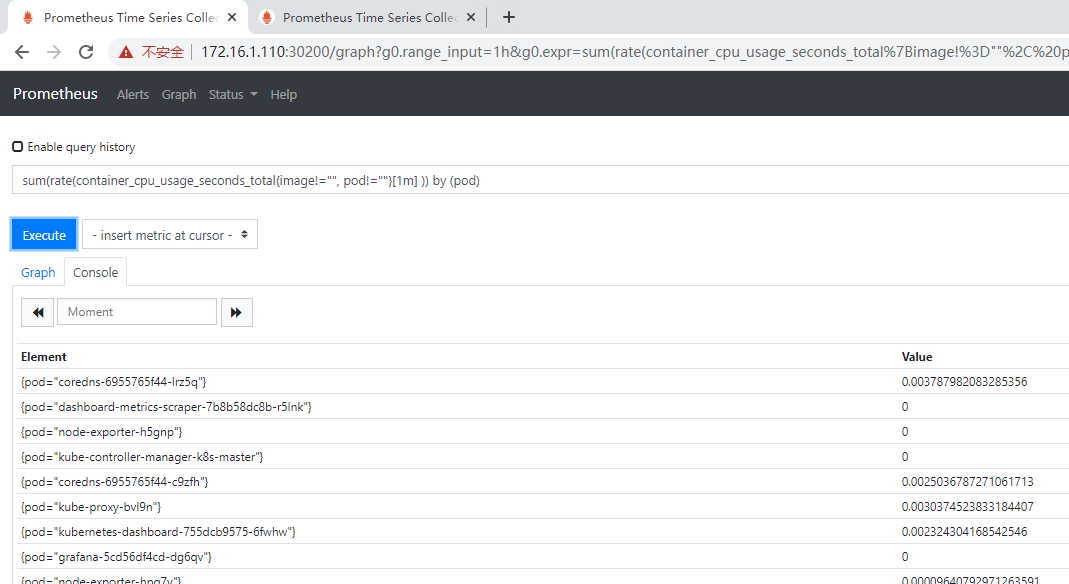 Prometheus Time Series Collec
Prometheus Time Series Collec
不安全 172.16.1.110:30200/graph?g0.range_input=1h&g0.expr=sum(rate(container_cpu_usage_seconds_total%7Bimage!%3D""%2C%20p
Prometheus Alerts Graph Status Help
Enable query history
sum(rate(container_cpu_usage_seconds_total{image!="", pod!=""}[1m] )) by (pod)
Execute - insert metric at cursor -
Graph Console
Moment
Element Value
{pod="coredns-6955765f44-lrz5q"} 0.003787982083285356
{pod="dashboard-metrics-scraper-7b8b58dc8b-r5lnk"} 0
{pod="node-exporter-h5gnp"} 0
{pod="kube-controller-manager-k8s-master"} 0
{pod="coredns-6955765f44-c9zfh"} 0.0025036787271061713
{pod="kube-proxy-bvl9n"} 0.0030374523833184407
{pod="kubernetes-dashboard-755dcb9575-6fwhw"} 0.002324304168542546
{pod="grafana-5cd56df4cd-dg6qv"} 0
{pod="node-exporter-hpg7v"} 0.00009640792971263591